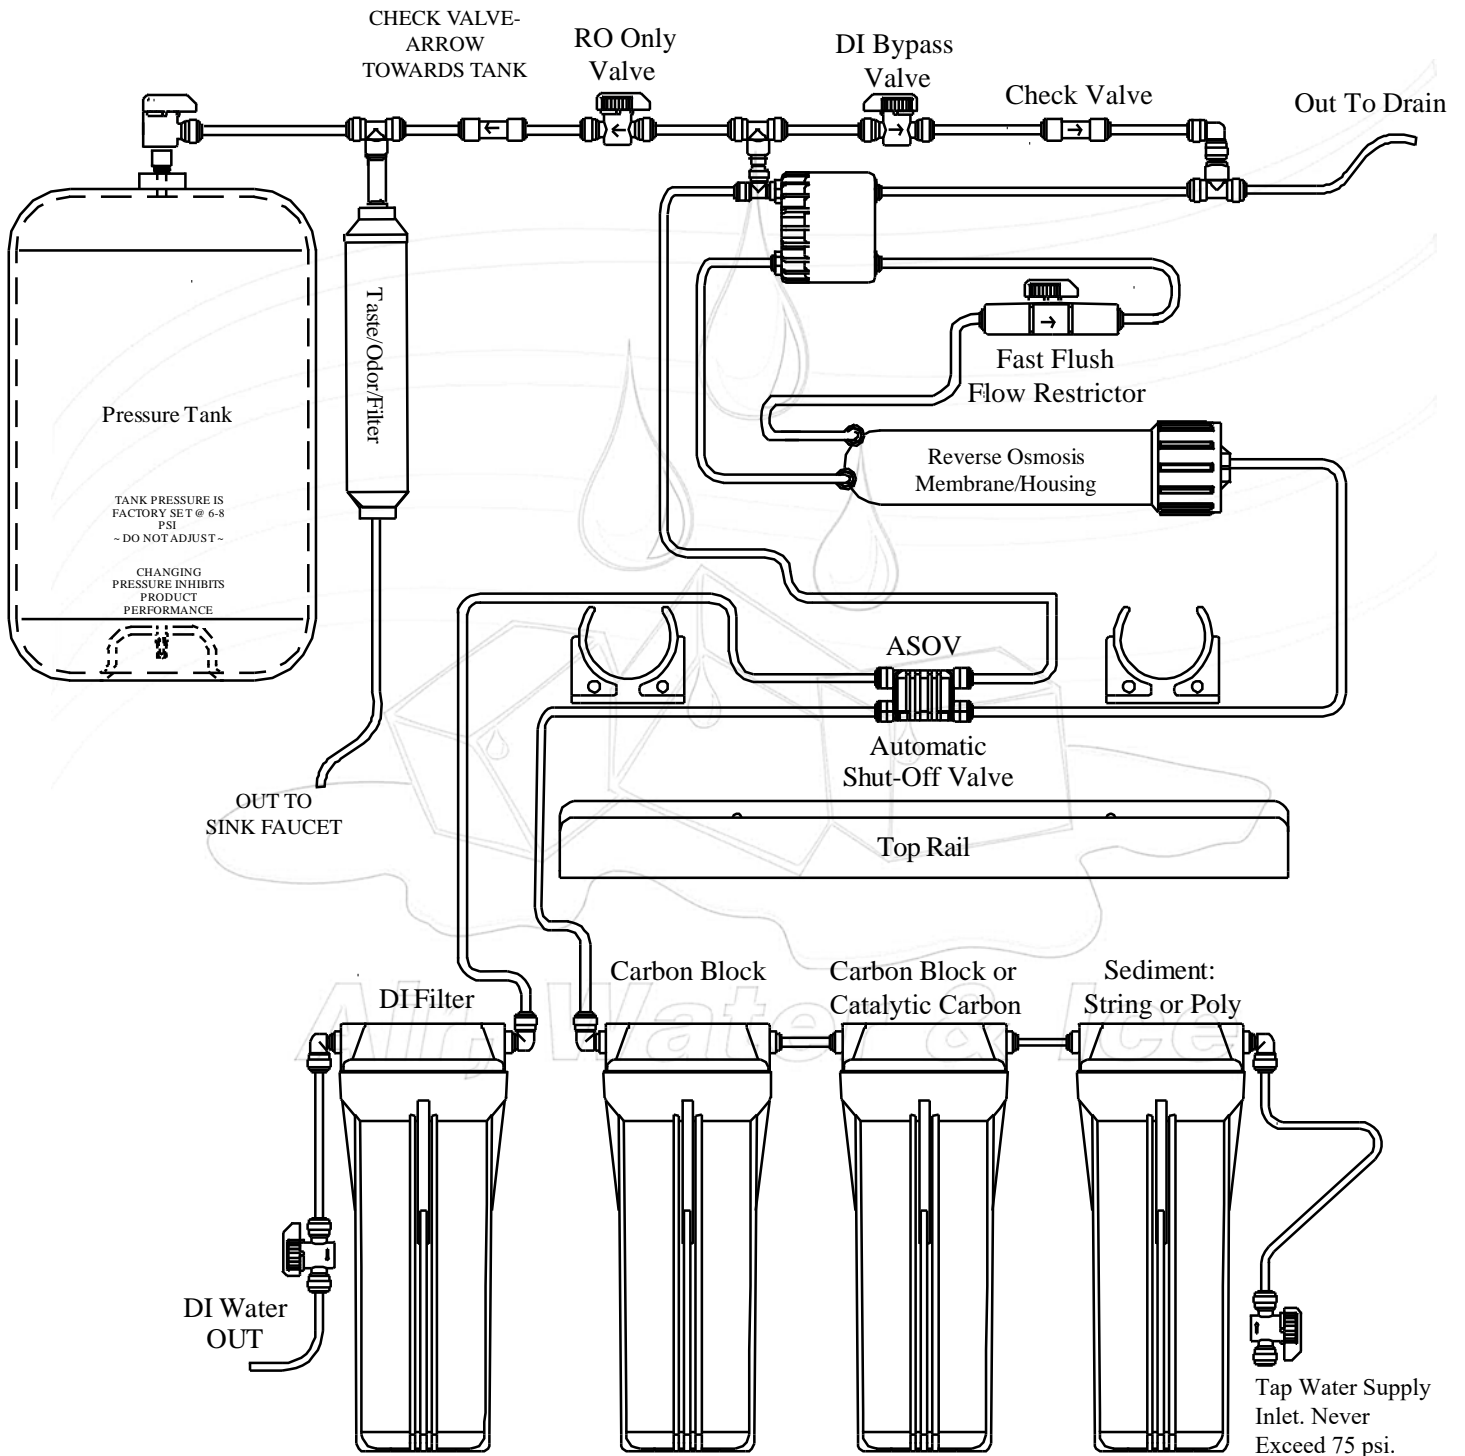 CHECK VALVE-
ARROW
TOWARDS TANK
RO Only
Valve
DI Bypass
Valve
Check Valve
Out To Drain
Taste/Odor/Filter
Fast Flush
Flow Restrictor
Pressure Tank
Reverse Osmosis
Membrane/Housing
TANK PRESSURE IS
FACTORY SET @ 6-8
PSI
~ DO NOT ADJUST ~
CHANGING
PRESSURE INHIBITS
PRODUCT
PERFORMANCE
ASOV
Automatic
Shut-Off Valve
OUT TO
SINK FAUCET
Top Rail
DI Filter
Carbon Block
Carbon Block or
Catalytic Carbon
Sediment:
String or Poly
Air, Water & Ice
DI Water
OUT
Tap Water Supply
Inlet. Never
Exceed 75 psi.